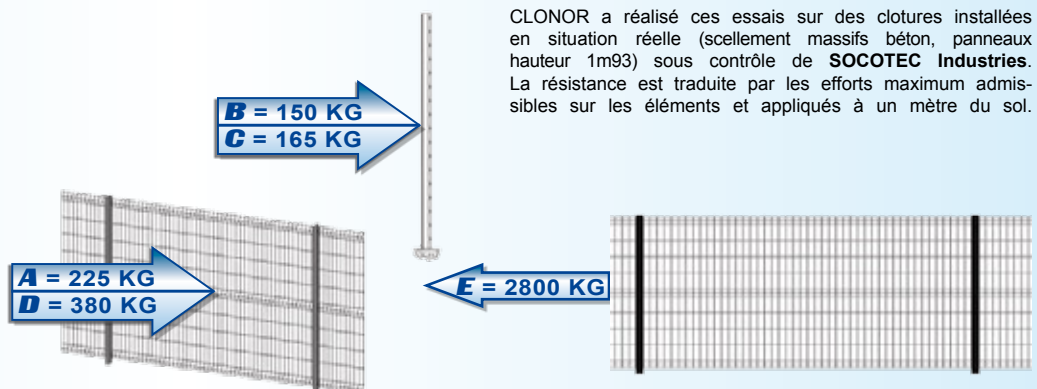 CLONOR a réalisé ces essais sur des clotures installées
en situation réelle (scellement massifs béton, panneaux
hauteur 1m93) sous contrôle de SOCOTEC Industries.
La résistance est traduite par les efforts maximum admis-
sibles sur les éléments et appliqués à un mètre du sol.
B = 150 KG
C = 165 KG
A = 225 KG
D = 380 KG
E = 2800 KG